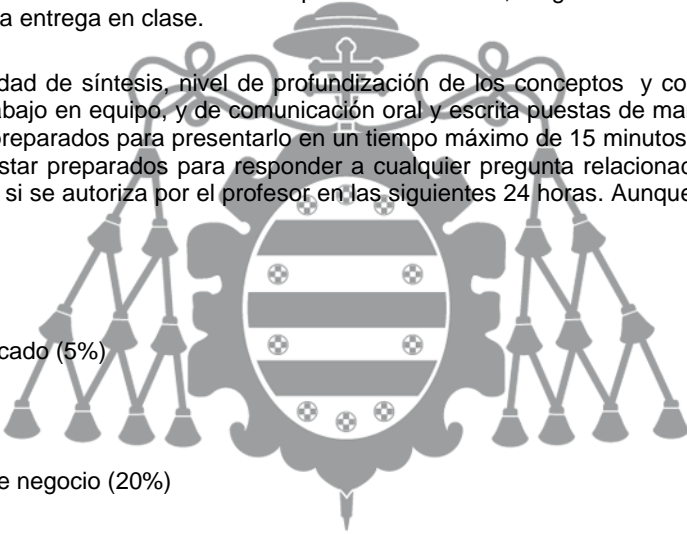 a entrega en clase.
dad de síntesis, nivel de profundización de los conceptos y co
bajo en equipo, y de comunicación oral y escrita puestas de ma
preparados para presentarlo en un tiempo máximo de 15 minutos
star preparados para responder a cualquier pregunta relacionad
si se autoriza por el profesor en las siguientes 24 horas. Aunque
cado (5%)
e negocio (20%)